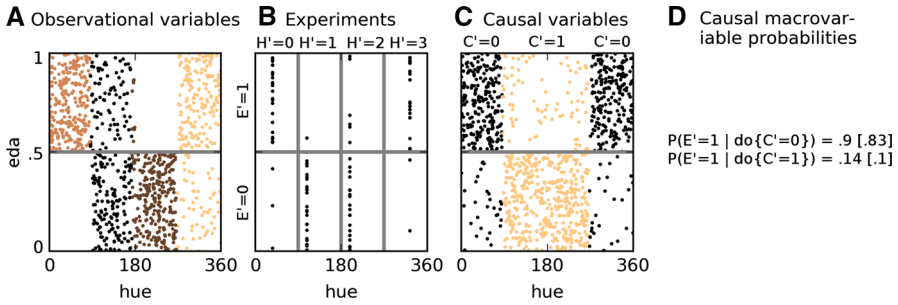 A Observational variables
1
.5
0
eda
0 180 360
hue
B Experiments
H'=0 H'=1 H'=2 H'=3
E'=1
E'=0
0 180 360
hue
C Causal variables
C'=0 C'=1 C'=0
0 180 360
hue
D Causal macrovar-
iable probabilities
P(E'=1 | do{C'=0}) = .9 [.83]
P(E'=1 | do{C'=1}) = .14 [.1]